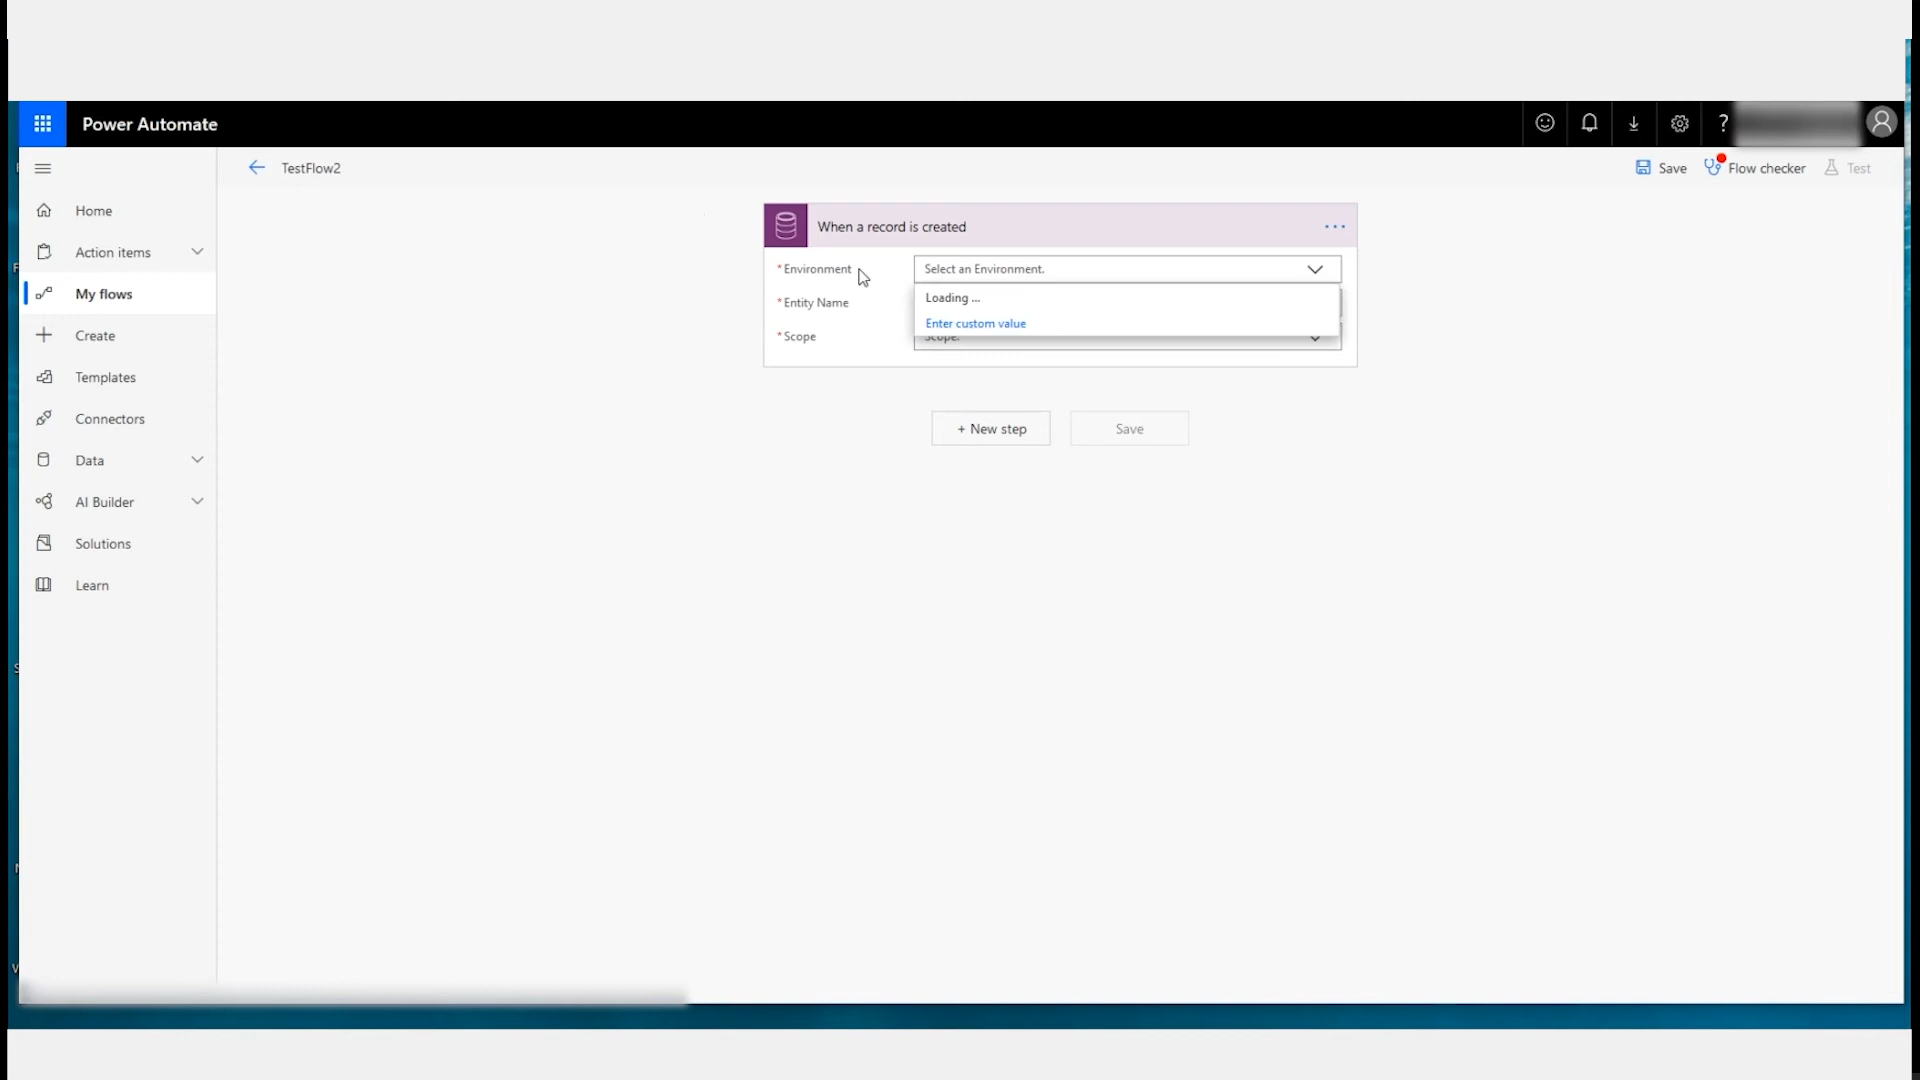 Power Automate
?
TestFlow2
Save
Flow checker
Test
Home
Action items
My flows
Create
Templates
Connectors
Data
AI Builder
Solutions
Learn
When a record is created
* Environment
Select an Environment.
Loading ...
* Entity Name
Enter custom value
* Scope
Scope.
+ New step
Save